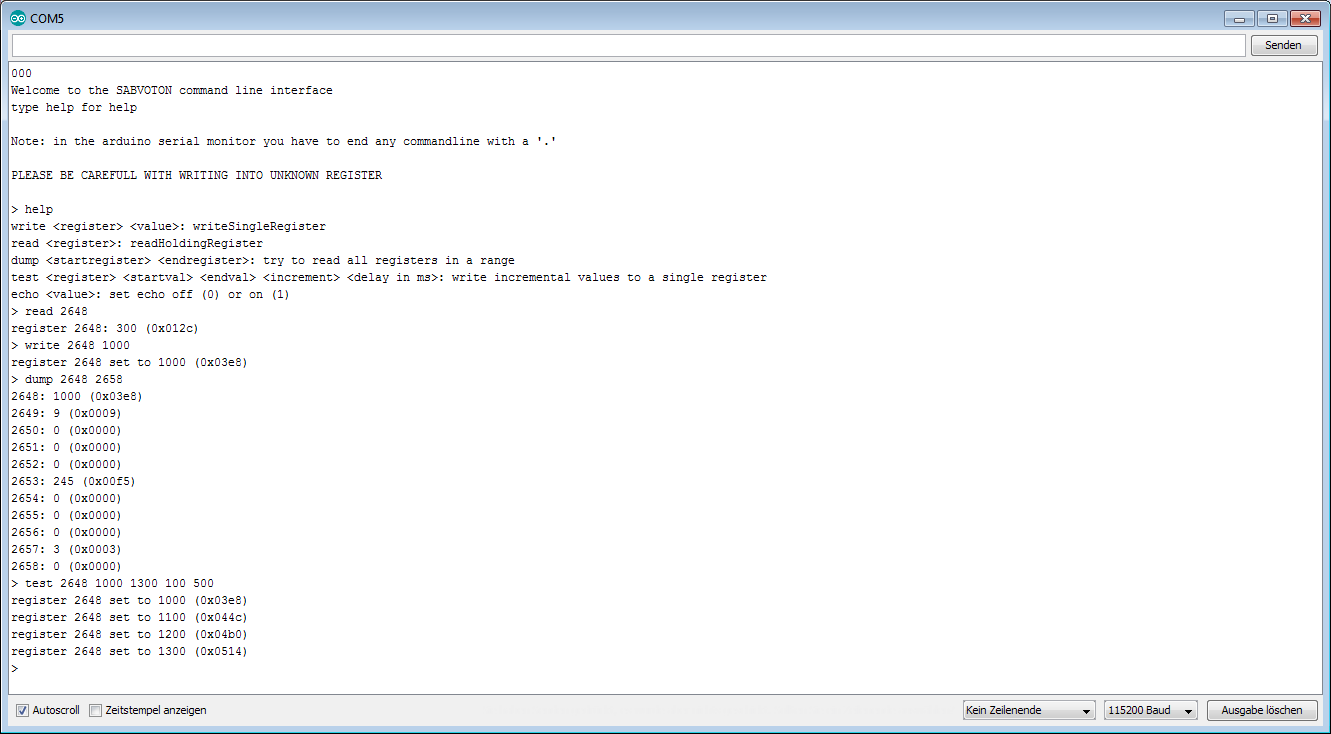 COM5
Senden
000
Welcome to the SABVOTON command line interface
type help for help
Note: in the arduino serial monitor you have to end any commandline with a '.'
PLEASE BE CAREFULL WITH WRITING INTO UNKNOWN REGISTER
> help
write <register> <value>: writeSingleRegister
read <register>: readHoldingRegister
dump <startregister> <endregister>: try to read all registers in a range
test <register> <startval> <endval> <increment> <delay in ms>: write incremental values to a single register
echo <value>: set echo off (0) or on (1)
> read 2648
register 2648: 300 (0x012c)
> write 2648 1000
register 2648 set to 1000 (0x03e8)
> dump 2648 2658
2648: 1000 (0x03e8)
2649: 9 (0x0009)
2650: 0 (0x0000)
2651: 0 (0x0000)
2652: 0 (0x0000)
2653: 245 (0x00f5)
2654: 0 (0x0000)
2655: 0 (0x0000)
2656: 0 (0x0000)
2657: 3 (0x0003)
2658: 0 (0x0000)
> test 2648 1000 1300 100 500
register 2648 set to 1000 (0x03e8)
register 2648 set to 1100 (0x044c)
register 2648 set to 1200 (0x04b0)
register 2648 set to 1300 (0x0514)
>
Autoscroll Zeitstempel anzeigen Kein Zeilenende 115200 Baud Ausgabe löschen